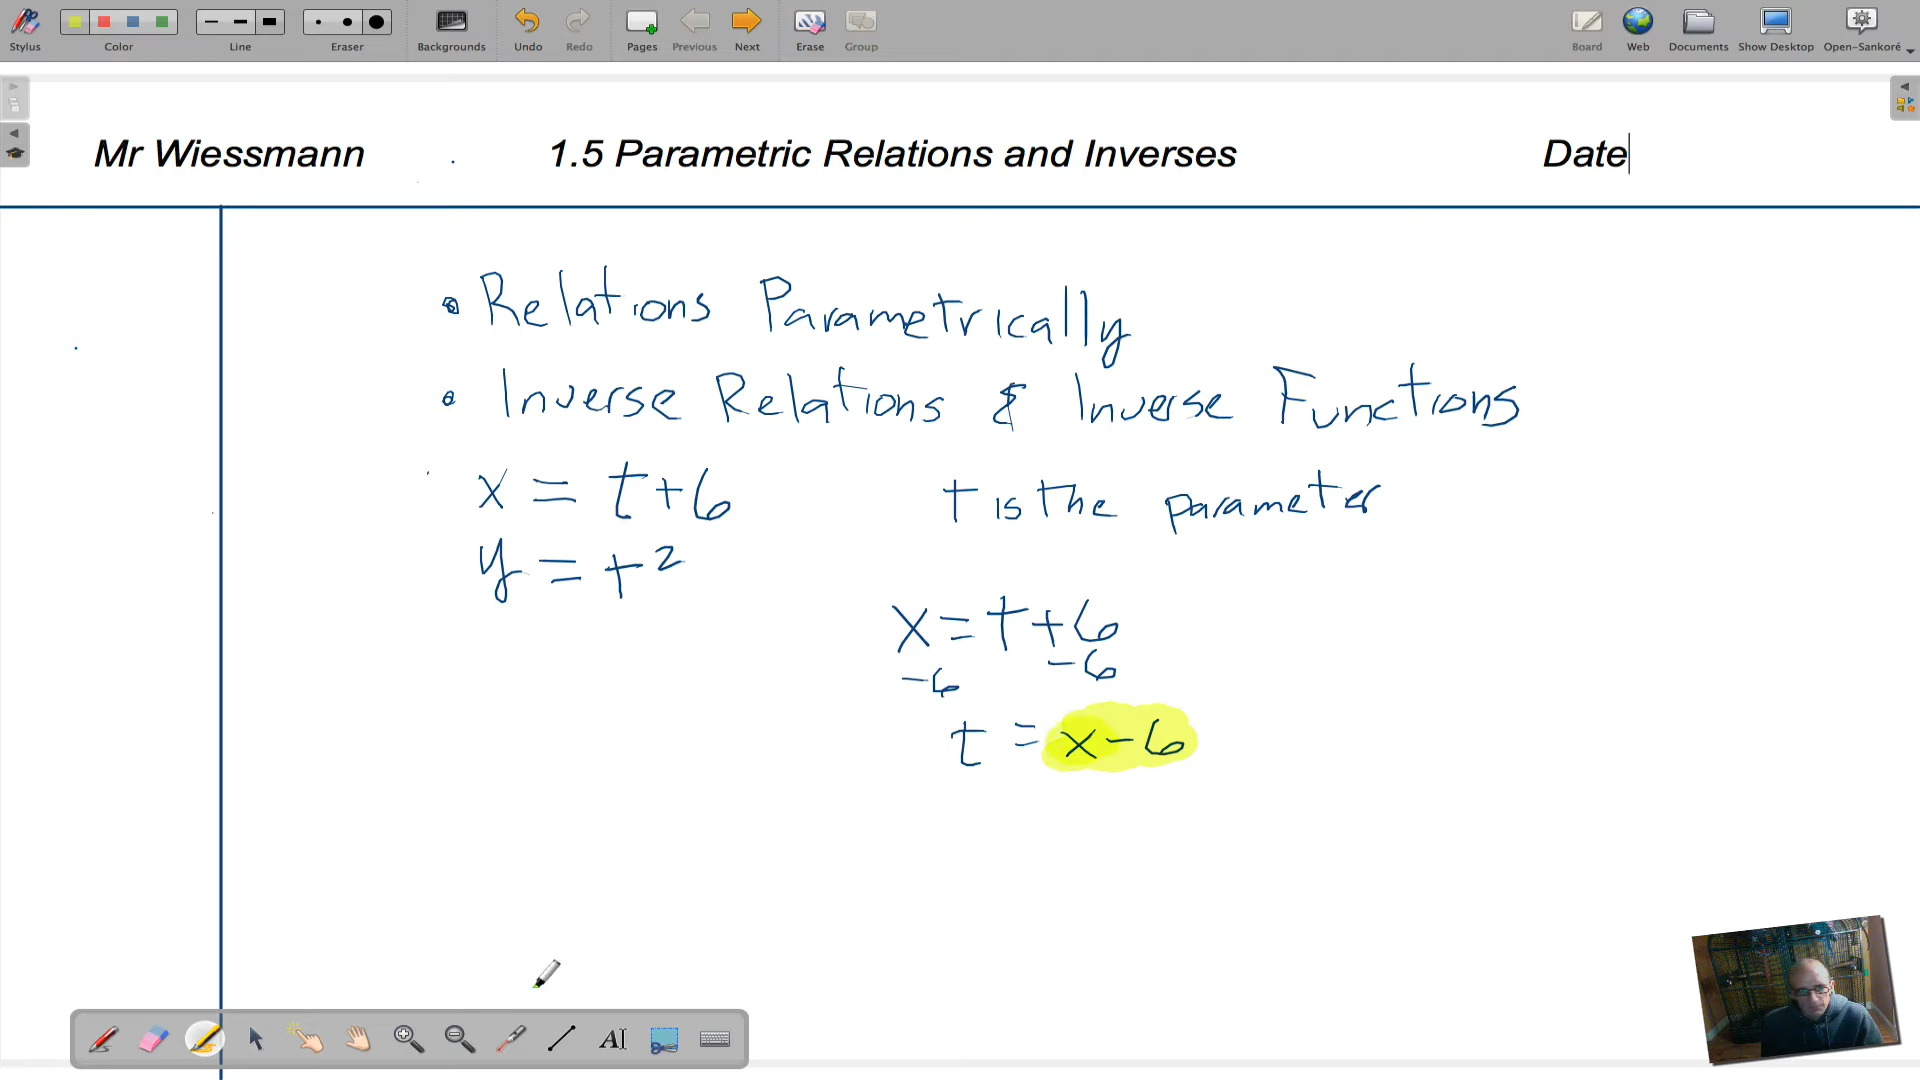 Stylus Color Line Eraser Backgrounds Undo Redo Pages Previous Next Erase Group Board Web Documents Show Desktop Open-Sankoré
Mr Wiessmann 1.5 Parametric Relations and Inverses Date
• Relations Parametrically
• Inverse Relations & Inverse Functions
x = t+6 t is the parameter
y = t²
x = t+6
-6 -6
t = x-6